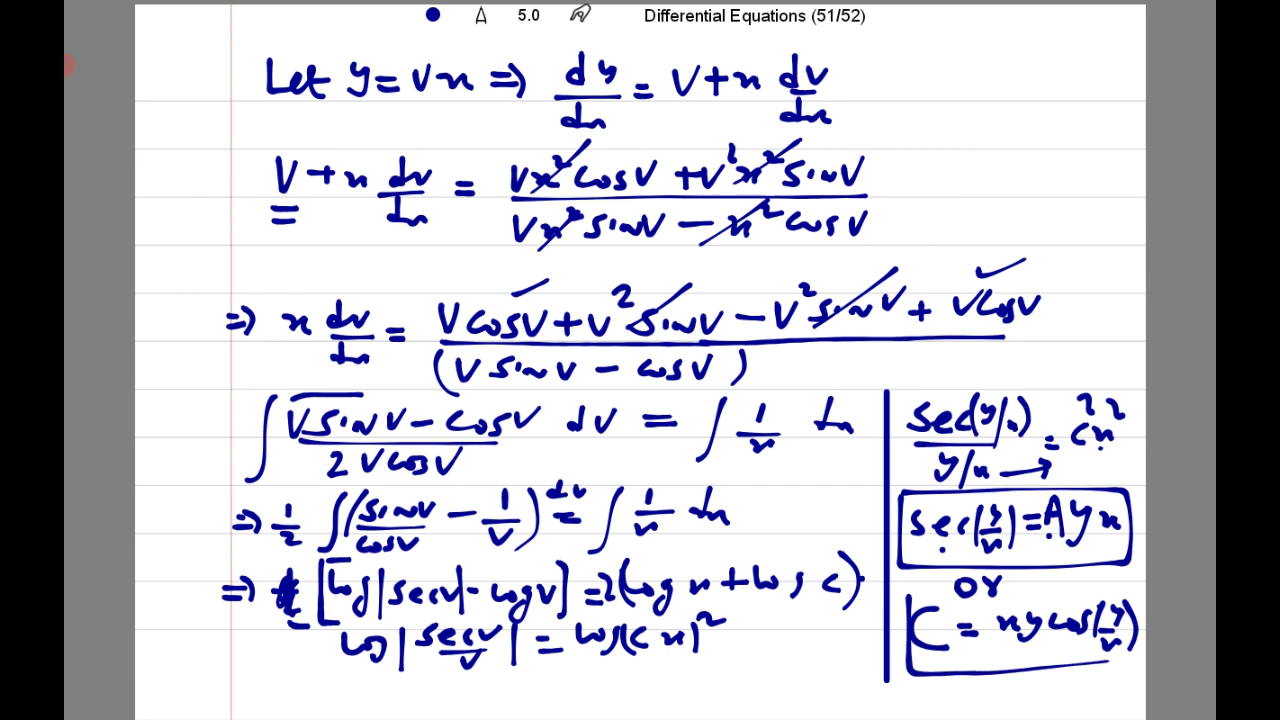 5.0 Differential Equations (51/52)
Let y = vx ⇒ dy/dx = v + x dv/dx
v + x dv/dx = (vx² cos v + v²x² sin v)/(vx² sin v − x² cos v)
⇒ x dv/dx = (v cos v + v² sin v − v² sin v + v cos v)/(v sin v − cos v)
∫ (v sin v − cos v)/(2 v cos v) dv = ∫ 1/x dx
⇒ 1/2 ∫ (sin v/cos v − 1/v) dv = ∫ 1/x dx
⇒ [log|sec v| − log v] = 2(log x + log c)
log |sec v/v| = log(cx)²
sec(y/x)/(y/x) = c²x²
sec(y/x) = A y x
or
C = xy cos(y/x)